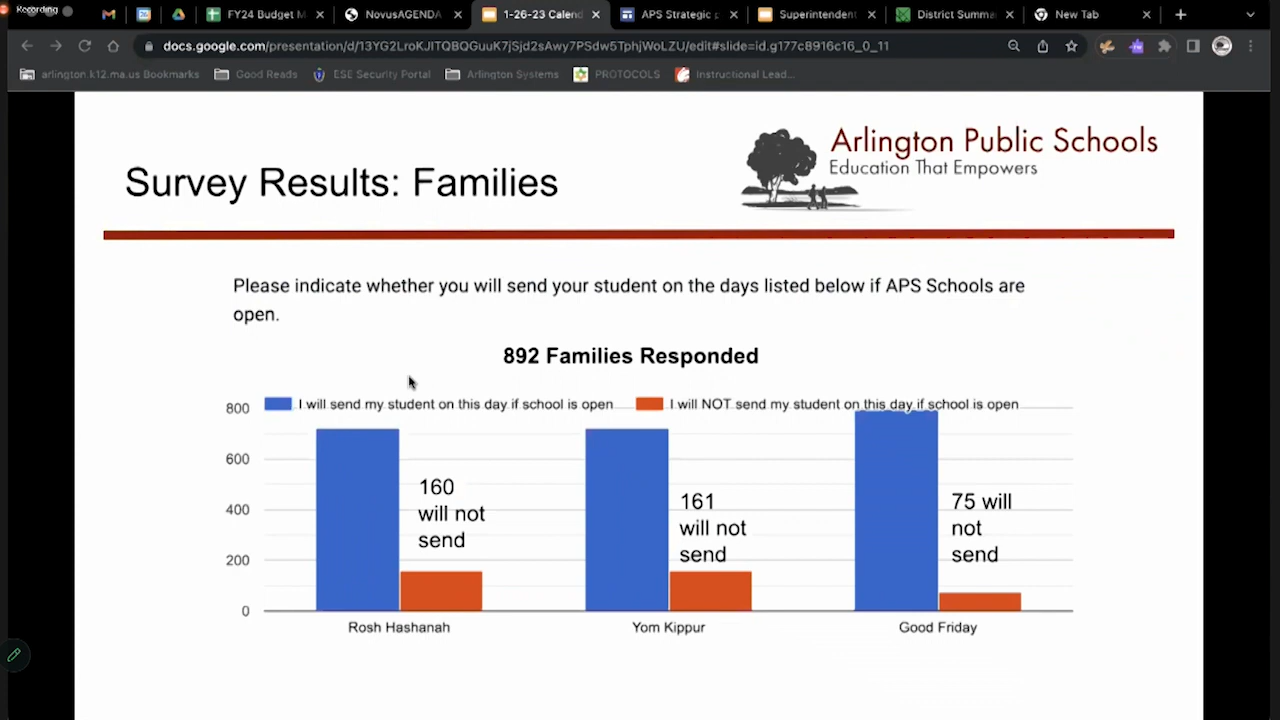 Recording
FY24 Budget M
NovusAGENDA
1-26-23 Calend
APS Strategic p
Superintendent
District Summa
New Tab
docs.google.com/presentation/d/13YG2LroKJITQBQGuuK7jSjd2sAwy7PSdw5TphjWoLZU/edit#slide=id.g177c8916c16_0_11
arlington.k12.ma.us Bookmarks
Good Reads
ESE Security Portal
Arlington Systems
PROTOCOLS
Instructional Lead...
Arlington Public Schools
Education That Empowers
Survey Results: Families
Please indicate whether you will send your student on the days listed below if APS Schools are
open.
892 Families Responded
I will send my student on this day if school is open
I will NOT send my student on this day if school is open
800
600
400
200
0
160
will not
send
161
will not
send
75 will
not
send
Rosh Hashanah
Yom Kippur
Good Friday